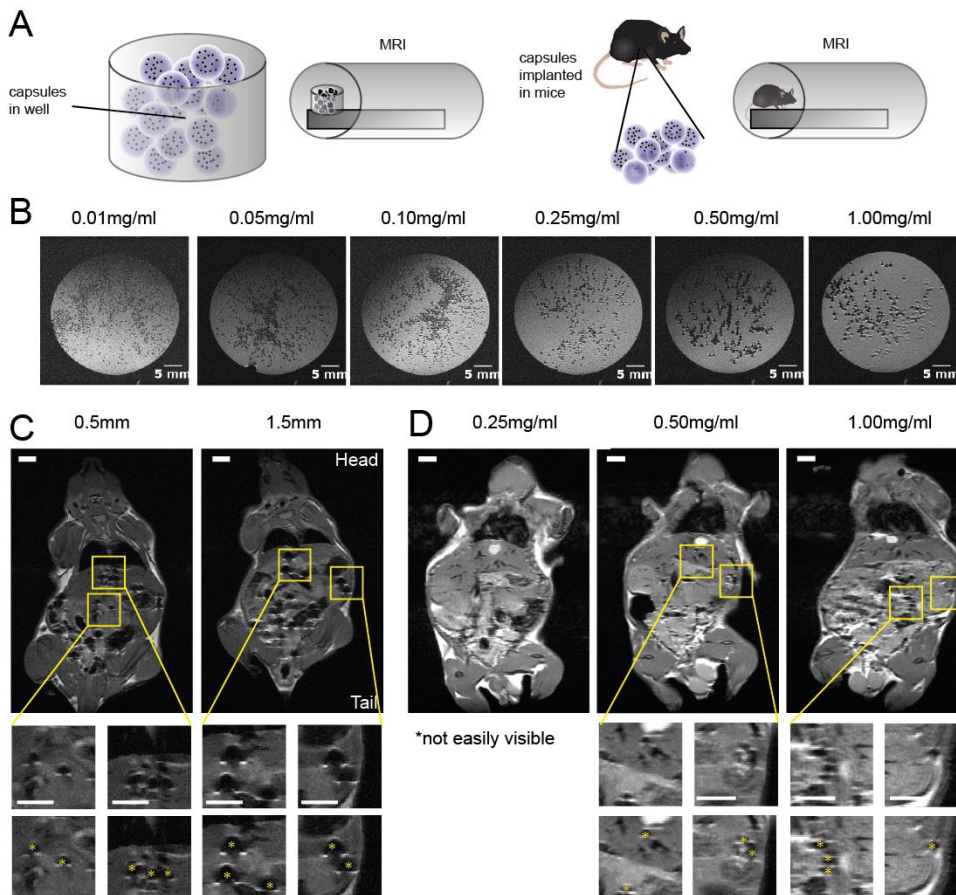 A
capsules
in well
MRI
capsules
implanted
in mice
MRI
B
0.01mg/ml 0.05mg/ml 0.10mg/ml 0.25mg/ml 0.50mg/ml 1.00mg/ml
5 mm 5 mm 5 mm 5 mm 5 mm 5 mm
C
0.5mm 1.5mm
Head
Tail
D
0.25mg/ml 0.50mg/ml 1.00mg/ml
*not easily visible
* * * * * * * * * * * * * * * * *